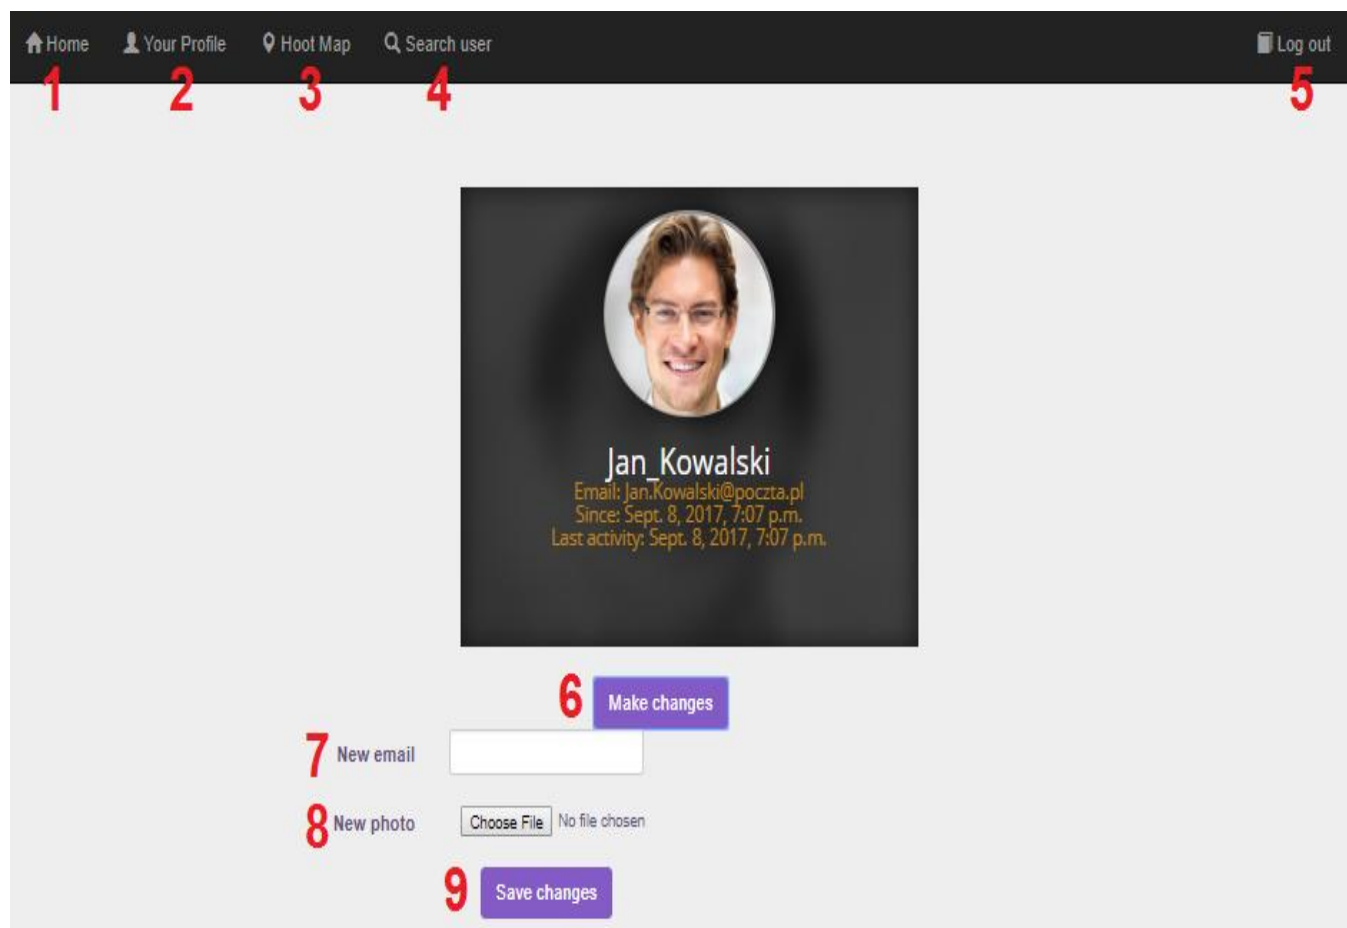 Home Your Profile Hoot Map Search user Log out
1 2 3 4 5
Jan_Kowalski
Email: Jan.Kowalski@poczta.pl
Since: Sept. 8, 2017, 7:07 p.m.
Last activity: Sept. 8, 2017, 7:07 p.m.
6 Make changes
7 New email
8 New photo Choose File No file chosen
9 Save changes